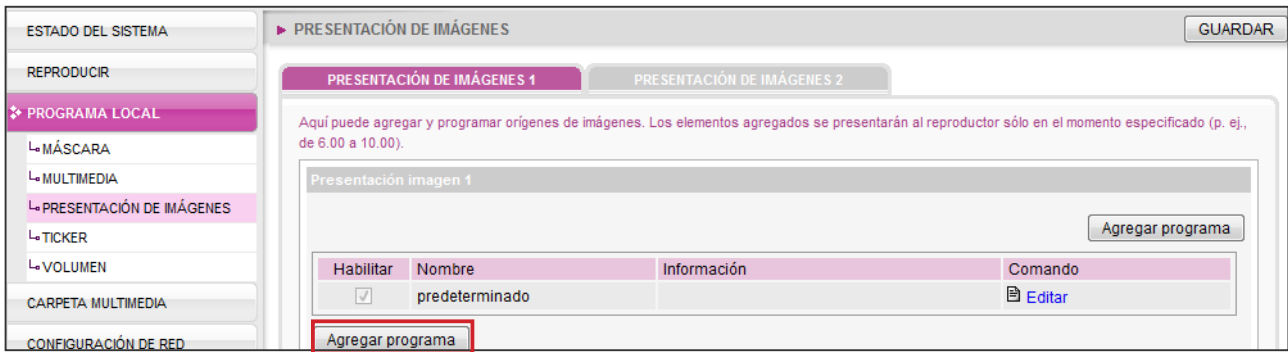 ESTADO DEL SISTEMA
REPRODUCIR
PROGRAMA LOCAL
MÁSCARA
MULTIMEDIA
PRESENTACIÓN DE IMÁGENES
TICKER
VOLUMEN
CARPETA MULTIMEDIA
CONFIGURACIÓN DE RED
PRESENTACIÓN DE IMÁGENES
GUARDAR
PRESENTACIÓN DE IMÁGENES 1
PRESENTACIÓN DE IMÁGENES 2
Aquí puede agregar y programar orígenes de imágenes. Los elementos agregados se presentarán al reproductor sólo en el momento especificado (p. ej.,
de 6.00 a 10.00).
Presentación imagen 1
Agregar programa
Habilitar Nombre Información Comando
predeterminado Editar
Agregar programa